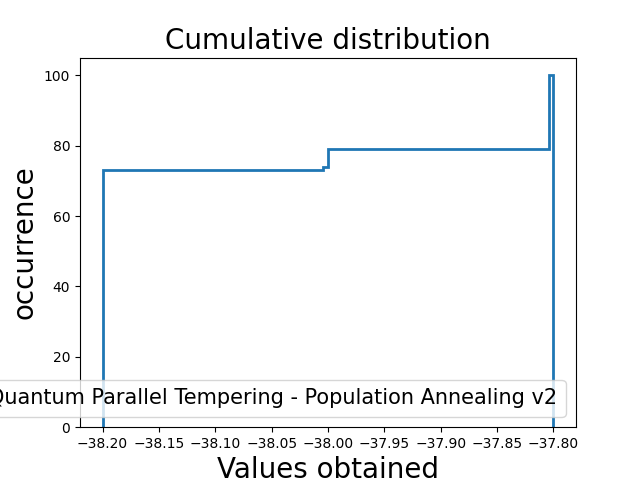 Cumulative distribution
occurrence
100
80
60
40
20
0
Quantum Parallel Tempering - Population Annealing v2
−38.20 −38.15 −38.10 −38.05 −38.00 −37.95 −37.90 −37.85 −37.80
Values obtained